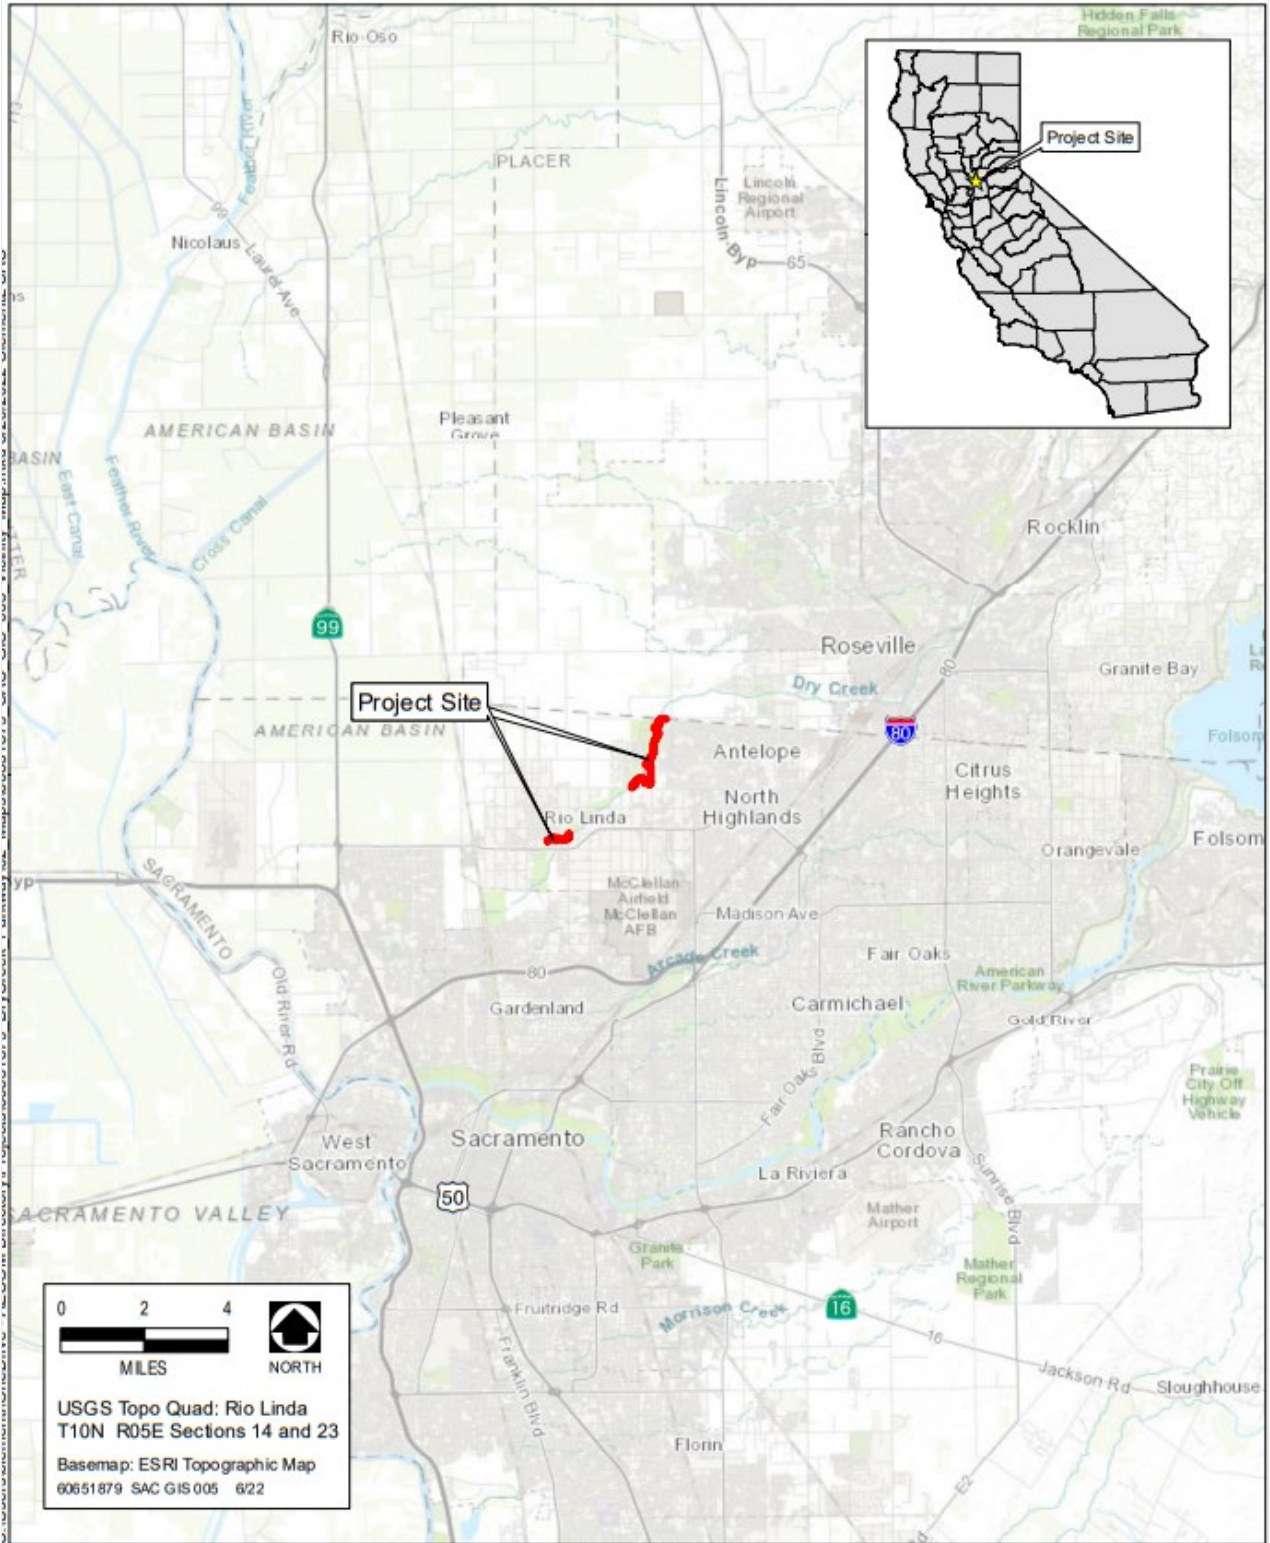 Hidden Falls
Regional Park
Rio Oso
Feather River
113
Project Site
PLACER
Lincoln
Regional
Airport
Lincoln Byp
65
99
Nicolaus
Laurel Ave
Pleasant
Grove
AMERICAN BASIN
BASIN
East Canal
Feather River
Cross Canal
Rocklin
99
Roseville
Granite Bay
80
Dry Creek
Project Site
AMERICAN BASIN
80
Folsom
Antelope
Citrus
Heights
North
Highlands
Rio Linda
Orangevale
Folsom
SACRAMENTO
McClellan
Airfield
McClellan
AFB
Madison Ave
Arcade Creek
Fair Oaks
80
American
River Parkway
Old River Rd
Gardenland
Carmichael
Gold River
Fair Oaks Blvd
Prairie
City Off
Highway
Vehicle
West
Sacramento
Sacramento
Rancho
Cordova
La Riviera
Sunrise Blvd
50
SACRAMENTO VALLEY
Mather
Airport
Granite
Park
Mather
Regional
Park
Fruitridge Rd
Morrison Creek
16
16
Franklin Blvd
Jackson Rd
Sloughhouse
Florin
E2
0 2 4
MILES
NORTH
USGS Topo Quad: Rio Linda
T10N R05E Sections 14 and 23
Basemap: ESRI Topographic Map
60651879 SAC GIS 005 6/22